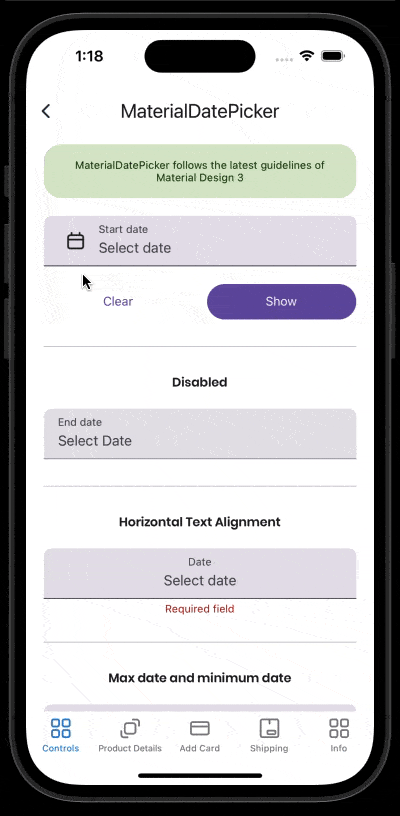 1:18
MaterialDatePicker
MaterialDatePicker follows the latest guidelines of
Material Design 3
Start date
Select date
Clear
Show
Disabled
End date
Select Date
Horizontal Text Alignment
Date
Select date
Required field
Max date and minimum date
Controls
Product Details
Add Card
Shipping
Info